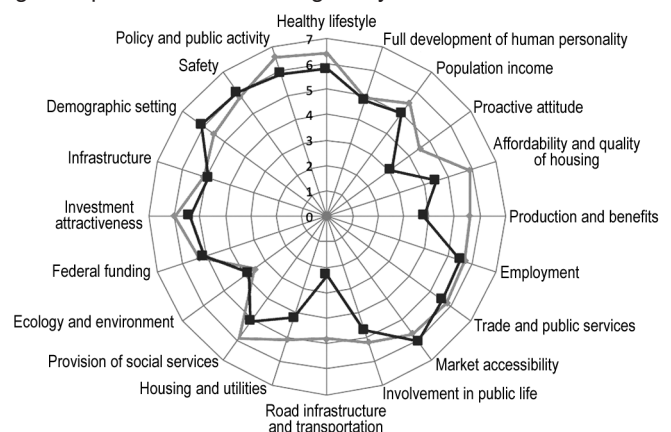 Healthy lifestyle
Full development of human personality
Population income
Proactive attitude
Affordability and quality
of housing
Production and benefits
Employment
Trade and public services
Market accessibility
Involvement in public life
Road infrastructure
and transportation
Housing and utilities
Provision of social services
Ecology and environment
Federal funding
Investment
attractiveness
Infrastructure
Demographic setting
Safety
Policy and public activity
7
6
5
4
3
2
1
0